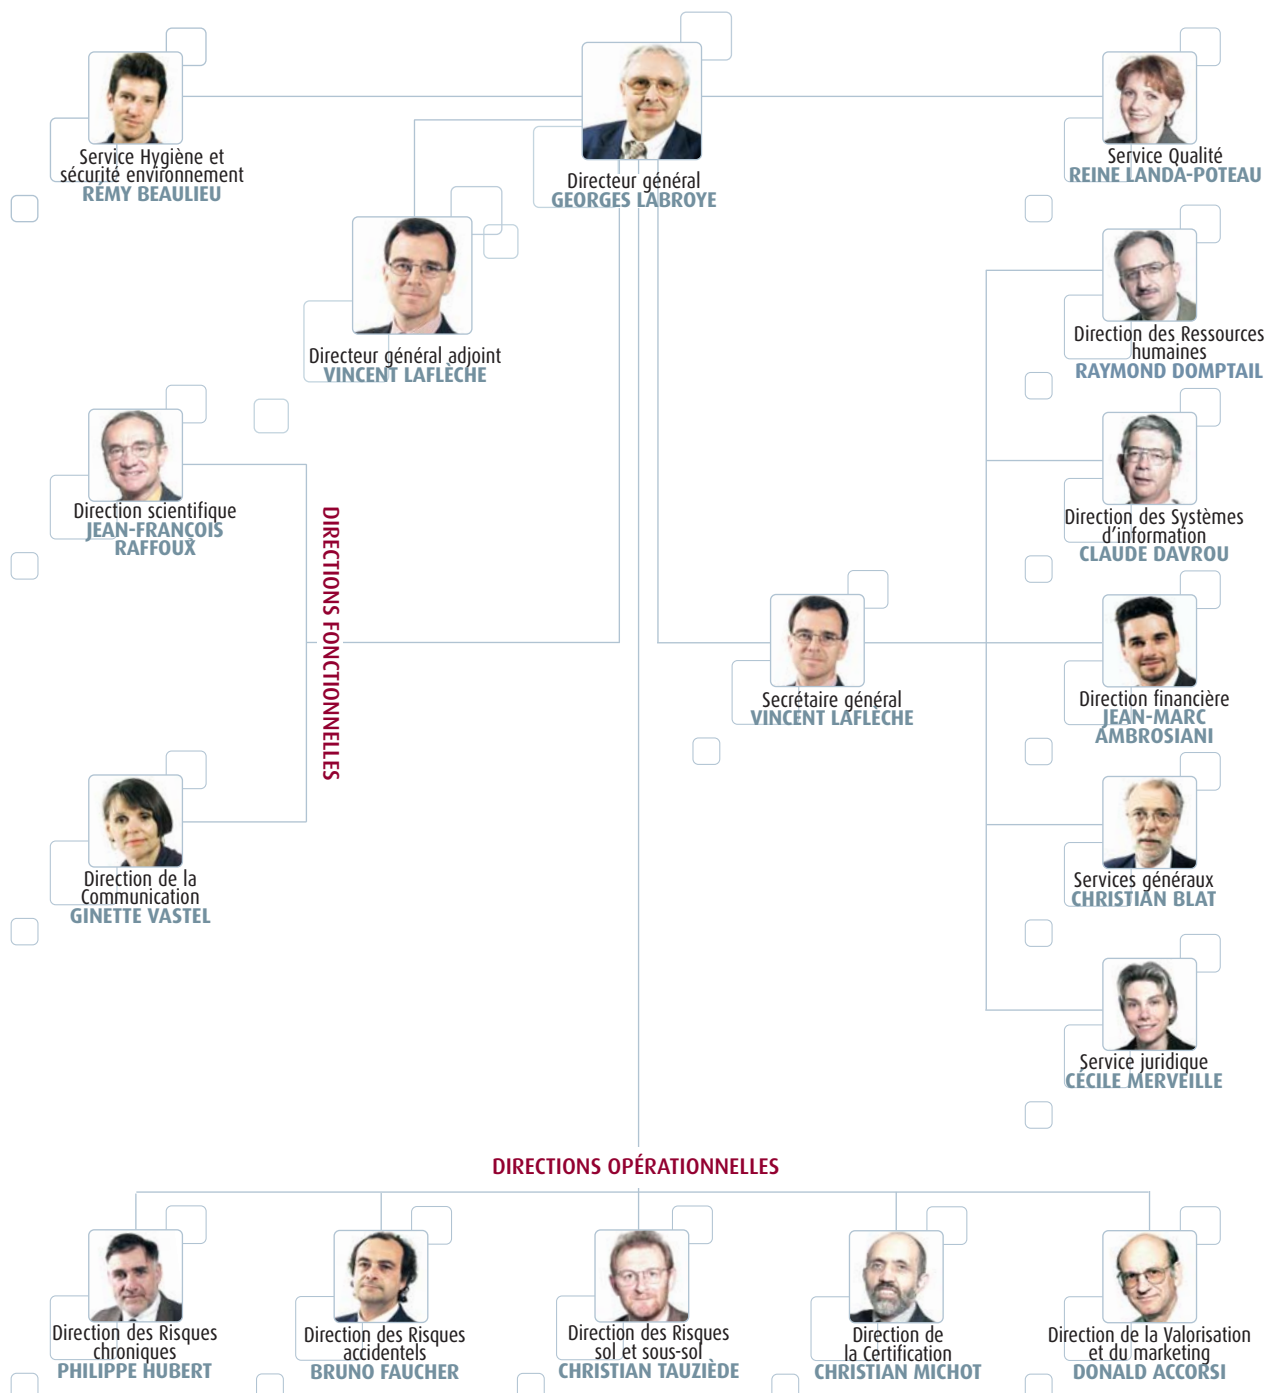 Service Hygiène et
sécurité environnement
RÉMY BEAULIEU
Directeur général
GEORGES LABROYE
Service Qualité
REINE LANDA-POTEAU
Directeur général adjoint
VINCENT LAFLÈCHE
Direction des Ressources
humaines
RAYMOND DOMPTAIL
Direction scientifique
JEAN-FRANÇOIS
RAFFOUX
Direction des Systèmes
d'information
CLAUDE DAVROU
DIRECTIONS FONCTIONNELLES
Secrétaire général
VINCENT LAFLÈCHE
Direction financière
JEAN-MARC
AMBROSIANI
Direction de la
Communication
GINETTE VASTEL
Services généraux
CHRISTIAN BLAT
Service juridique
CÉCILE MERVEILLE
DIRECTIONS OPÉRATIONNELLES
Direction des Risques
chroniques
PHILIPPE HUBERT
Direction des Risques
accidentels
BRUNO FAUCHER
Direction des Risques
sol et sous-sol
CHRISTIAN TAUZIÈDE
Direction de
la Certification
CHRISTIAN MICHOT
Direction de la Valorisation
et du marketing
DONALD ACCORSI